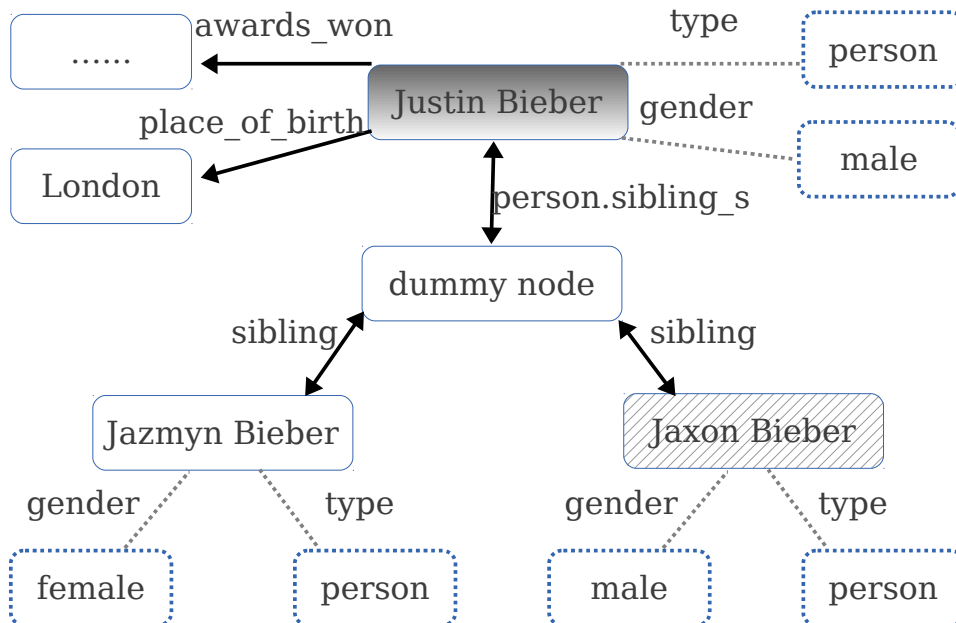 awards_won
type
......
person
Justin Bieber
gender
place_of_birth
male
London
person.sibling_s
dummy node
sibling
sibling
Jazmyn Bieber
Jaxon Bieber
gender
type
gender
type
female
person
male
person